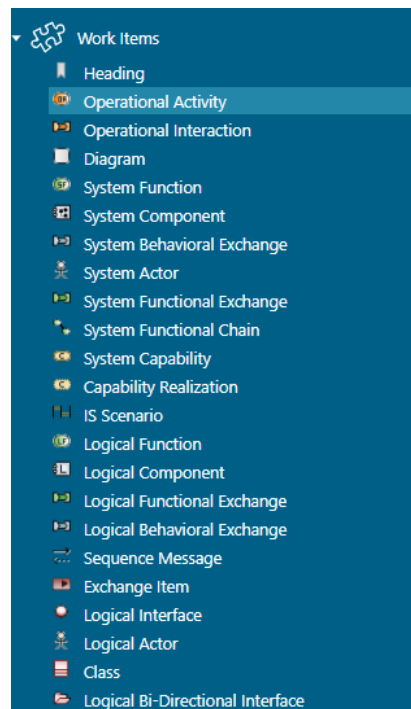 Work Items
Heading
Operational Activity
Operational Interaction
Diagram
System Function
System Component
System Behavioral Exchange
System Actor
System Functional Exchange
System Functional Chain
System Capability
Capability Realization
IS Scenario
Logical Function
Logical Component
Logical Functional Exchange
Logical Behavioral Exchange
Sequence Message
Exchange Item
Logical Interface
Logical Actor
Class
Logical Bi-Directional Interface